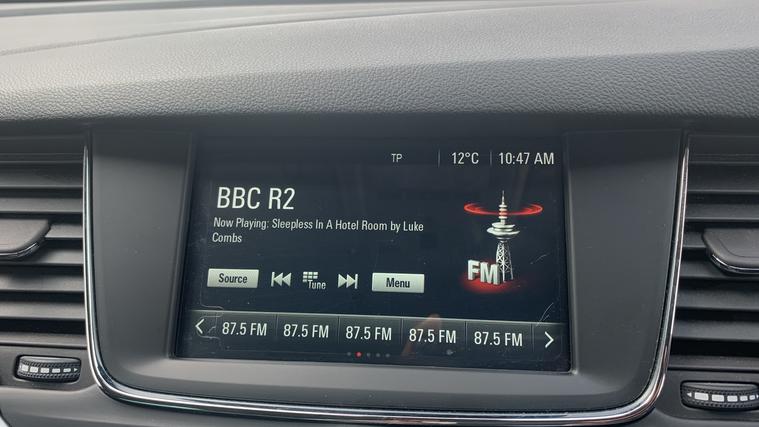 TP 12°C 10:47 AM
BBC R2
Now Playing: Sleepless In A Hotel Room by Luke
Combs
FM
Source Tune Menu
87.5 FM 87.5 FM 87.5 FM 87.5 FM 87.5 FM